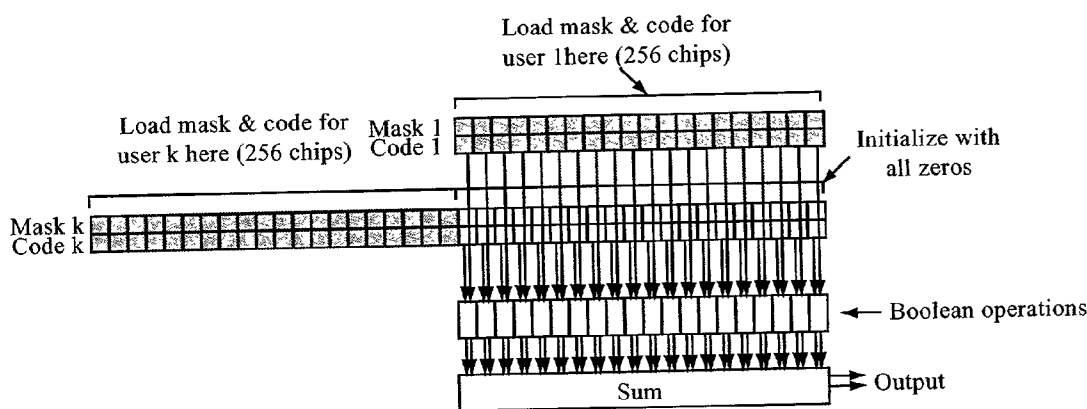 Load mask & code for
user 1here (256 chips)
Load mask & code for
user k here (256 chips)
Mask 1
Code 1
Initialize with
all zeros
Mask k
Code k
Boolean operations
Sum
Output